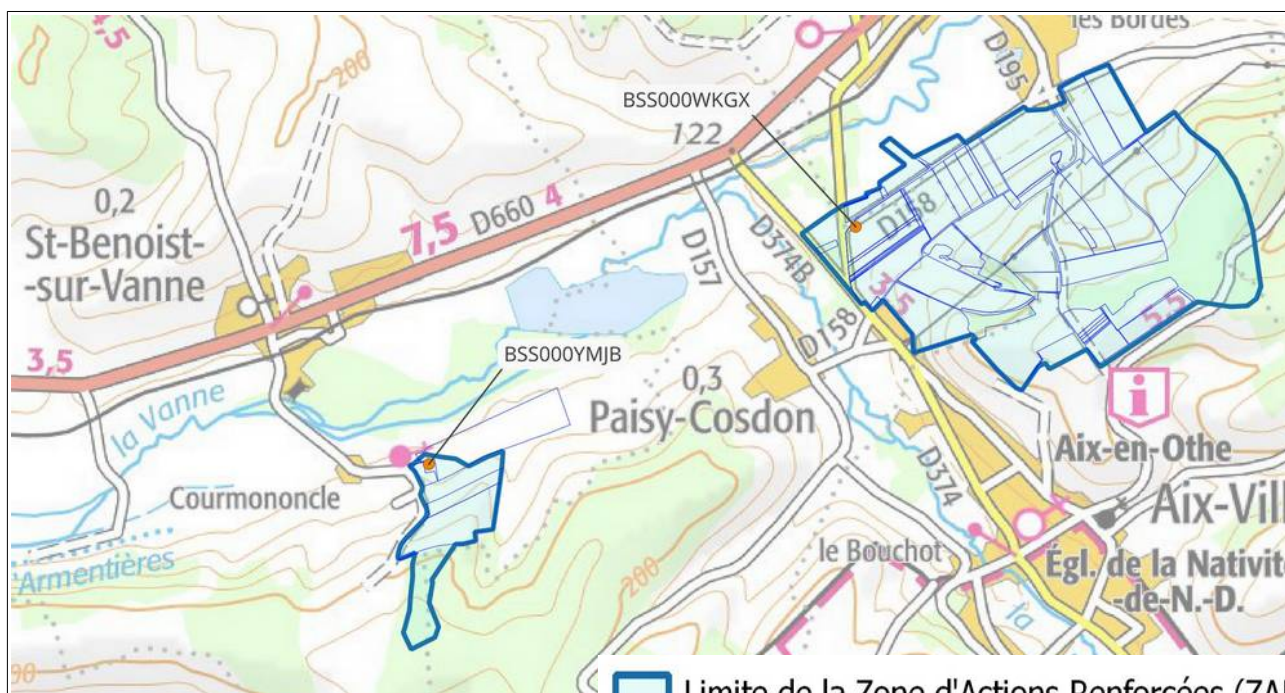 4,5
200
les Bordes
D195
BSS000WKGX
122
0,2
St-Benoist-
-sur-Vanne
7,5 D660 4
D157
D374B
D158
3,5
5,5
D158
3,5
la Vanne
BSS000YMJB
0,3
Paisy-Cosdon
i
Aix-en-Othe
Courmononcle
D374
Aix-Vill
Armentières
le Bouchot
200
Égl. de la Nativité
-de-N.-D.
la
00
Limite de la Zone d'Actions Renforcées (ZA